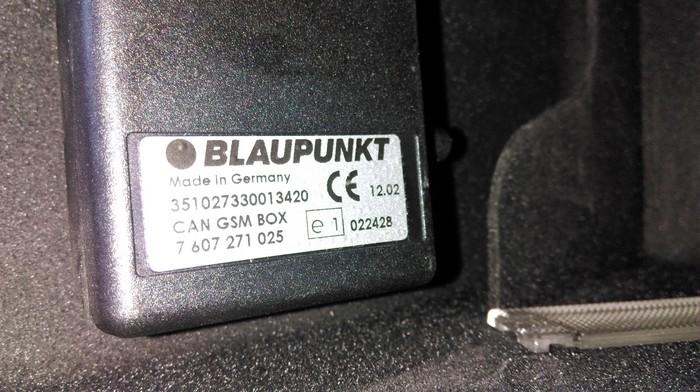 BLAUPUNKT
Made in Germany
351027330013420 CE 12.02
CAN GSM BOX e 1 022428
7 607 271 025